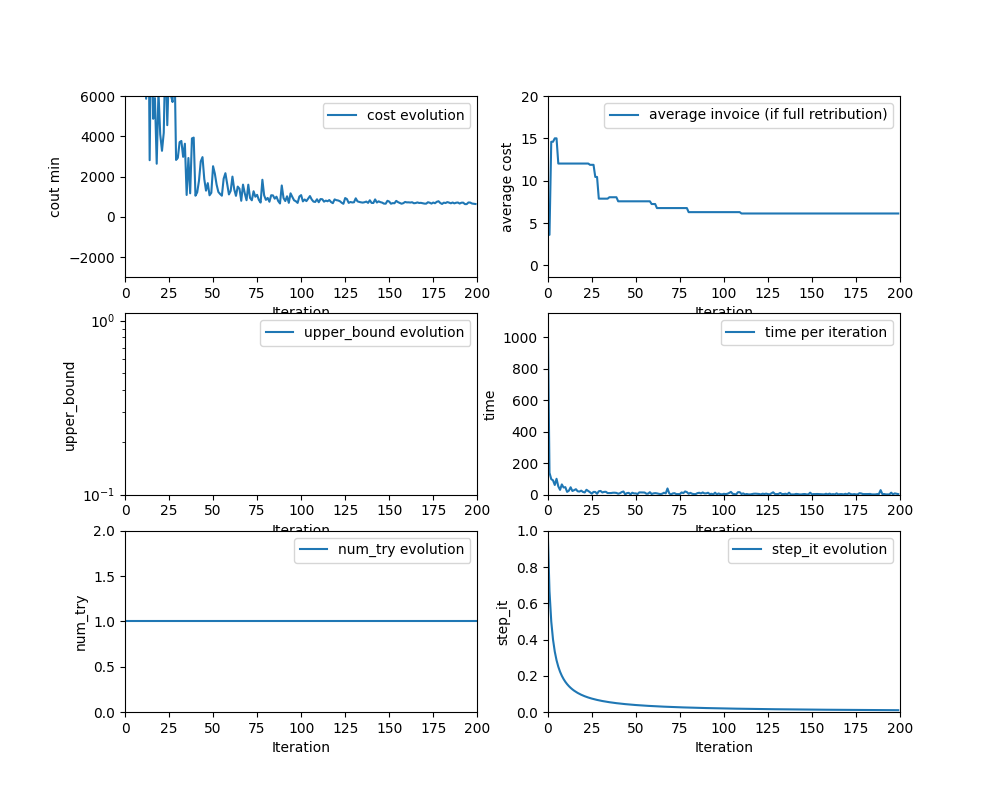 cost evolution
6000
4000
2000
0
−2000
cout min
0 25 50 75 100 125 150 175 200
Iteration
average invoice (if full retribution)
20
15
10
5
0
average cost
0 25 50 75 100 125 150 175 200
Iteration
upper_bound evolution
10⁰
10⁻¹
upper_bound
0 25 50 75 100 125 150 175 200
Iteration
time per iteration
1000
800
600
400
200
0
time
0 25 50 75 100 125 150 175 200
Iteration
num_try evolution
2.0
1.5
1.0
0.5
0.0
num_try
0 25 50 75 100 125 150 175 200
Iteration
step_it evolution
1.0
0.8
0.6
0.4
0.2
0.0
step_it
0 25 50 75 100 125 150 175 200
Iteration